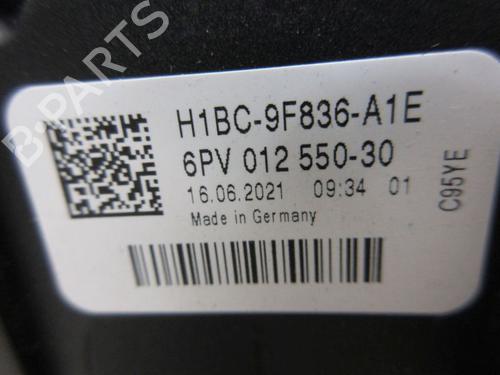 B-PARTS
H1BC-9F836-A1E
6PV 012 550-30
16.06.2021 09:34 01
Made in Germany
C95YE